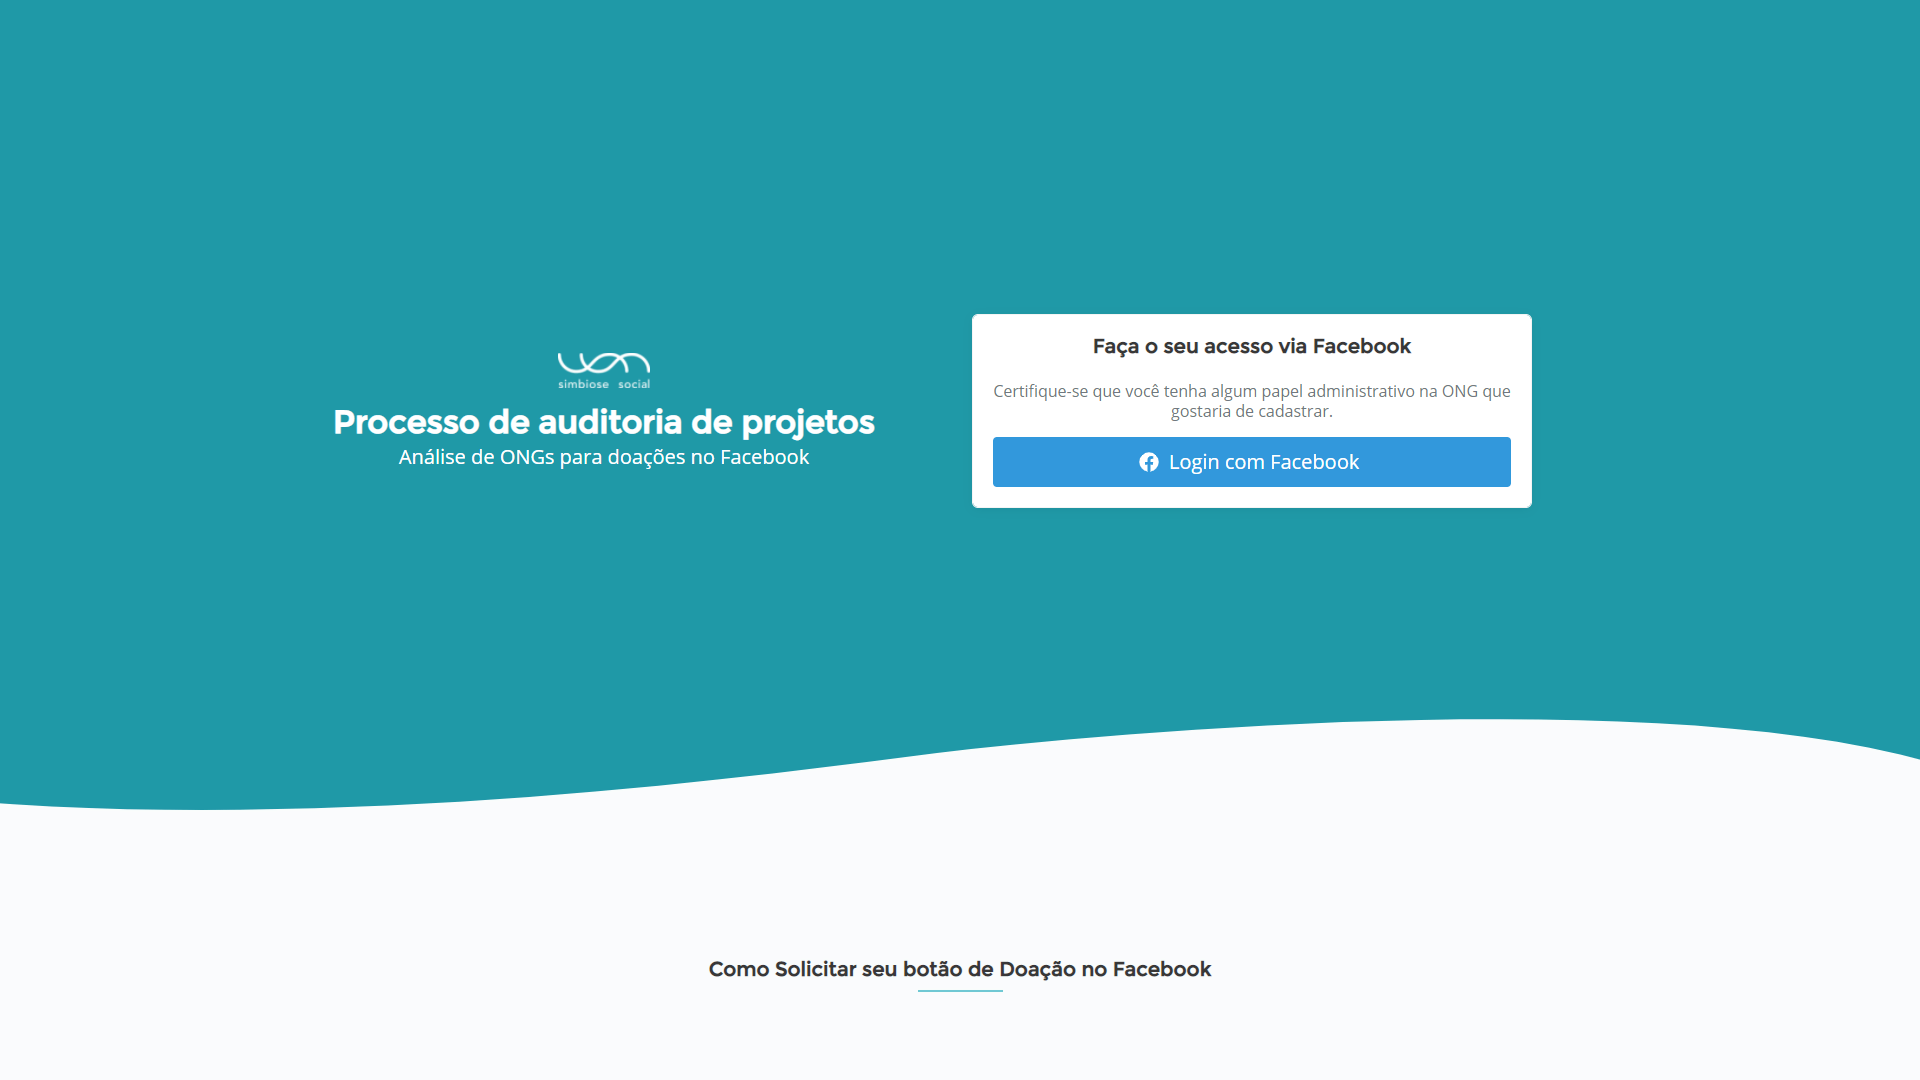 simbiose social
Processo de auditoria de projetos
Análise de ONGs para doações no Facebook
Faça o seu acesso via Facebook
Certifique-se que você tenha algum papel administrativo na ONG que
gostaria de cadastrar.
Login com Facebook
Como Solicitar seu botão de Doação no Facebook